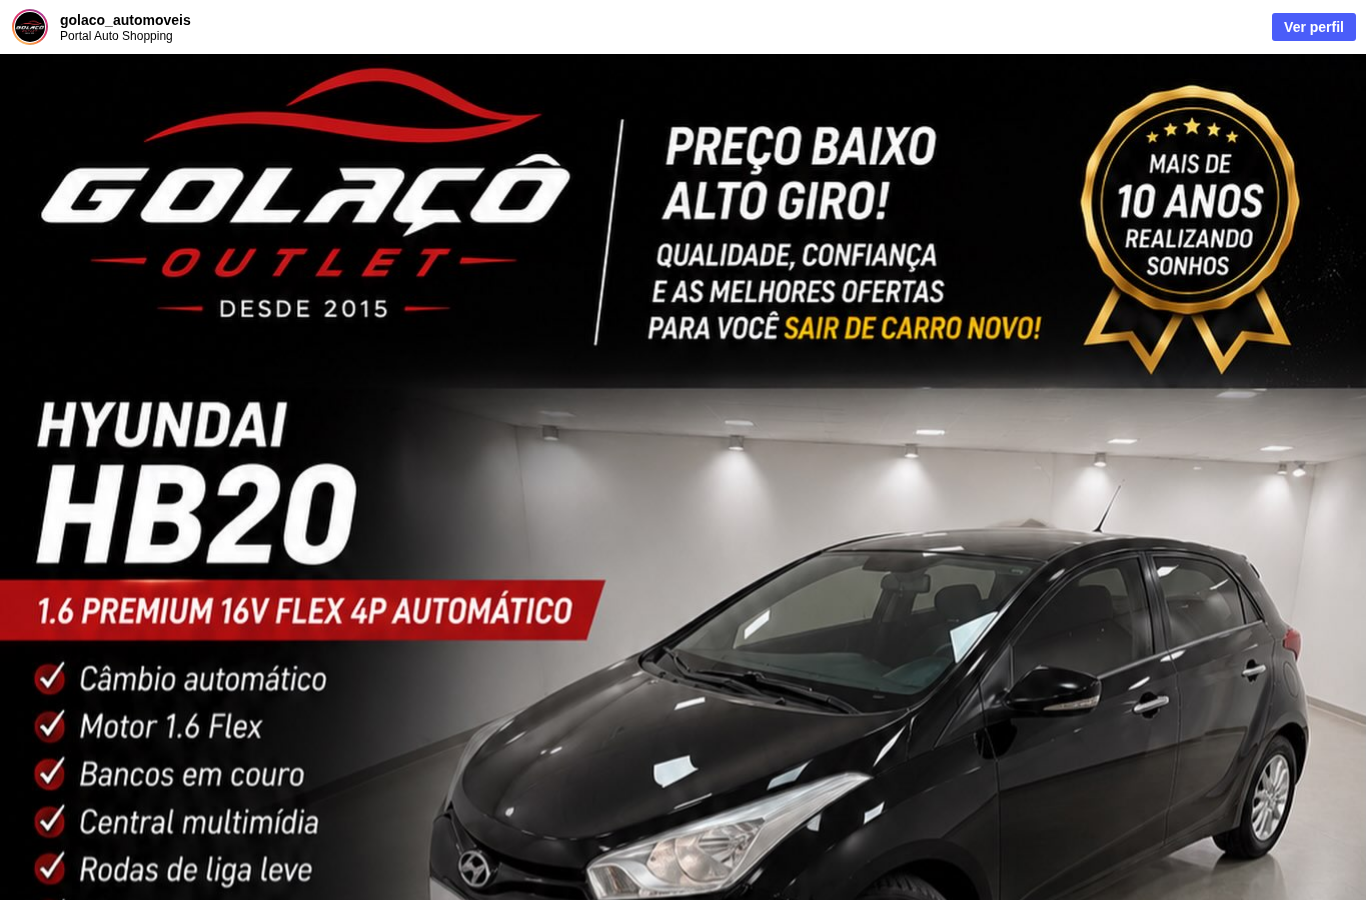 golaco_automoveis
Portal Auto Shopping
Ver perfil
GOLAÇÔ
OUTLET
DESDE 2015
PREÇO BAIXO
ALTO GIRO!
QUALIDADE, CONFIANÇA
E AS MELHORES OFERTAS
PARA VOCÊ SAIR DE CARRO NOVO!
MAIS DE
10 ANOS
REALIZANDO
SONHOS
HYUNDAI
HB20
1.6 PREMIUM 16V FLEX 4P AUTOMÁTICO
Câmbio automático
Motor 1.6 Flex
Bancos em couro
Central multimídia
Rodas de liga leve